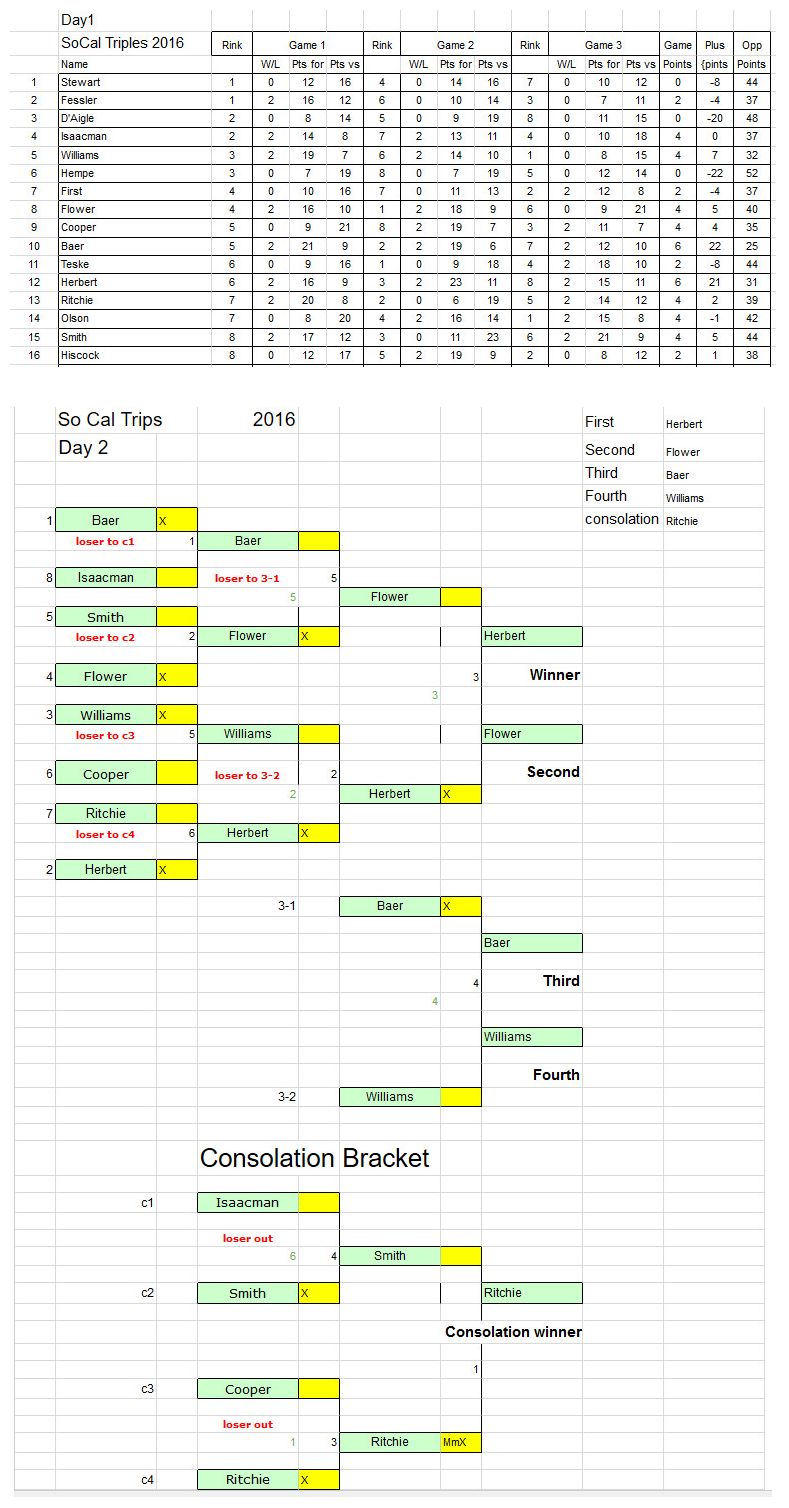 Day1
SoCal Triples 2016 Rink Game 1 Rink Game 2 Rink Game 3 Game Plus Opp
Name W/L Pts for Pts vs W/L Pts for Pts vs W/L Pts for Pts vs Points {pints Points
1 Stewart 1 0 12 16 4 0 14 16 7 0 10 12 0 -8 44
2 Fessler 1 2 16 12 6 0 10 14 3 0 7 11 2 -4 37
3 D'Aigle 2 0 8 14 5 0 9 19 8 0 11 15 0 -20 48
4 Isaacman 2 2 14 8 7 2 13 11 4 0 10 18 4 0 37
5 Williams 3 2 19 7 6 2 14 10 1 0 8 15 4 7 32
6 Hempe 3 0 7 19 8 0 7 19 5 0 12 14 0 -22 52
7 First 4 0 10 16 7 0 11 13 2 2 12 8 2 -4 37
8 Flower 4 2 16 10 1 2 18 9 6 0 9 21 4 5 40
9 Cooper 5 0 9 21 8 2 19 7 3 2 11 7 4 4 35
10 Baer 5 2 21 9 2 2 19 6 7 2 12 10 6 22 25
11 Teske 6 0 9 16 1 0 9 18 4 2 18 10 2 -8 44
12 Herbert 6 2 16 9 3 2 23 11 8 2 15 11 6 21 31
13 Ritchie 7 2 20 8 2 0 6 19 5 2 14 12 4 2 39
14 Olson 7 0 8 20 4 2 16 14 1 2 15 8 4 -1 42
15 Smith 8 2 17 12 3 0 11 23 6 2 21 9 4 5 44
16 Hiscock 8 0 12 17 5 2 19 9 2 0 8 12 2 1 38
So Cal Trips 2016 First Herbert
Day 2 Second Flower
Third Baer
Fourth Williams
1 Baer X consolation Ritchie
loser to c1 1 Baer
8 Isaacman loser to 3-1 5
5 Flower
5 Smith
loser to c2 2 Flower X Herbert
4 Flower X 3 Winner
3
3 Williams X
loser to c3 5 Williams Flower
6 Cooper loser to 3-2 2 Second
2 Herbert X
7 Ritchie
loser to c4 6 Herbert X
2 Herbert X
3-1 Baer X
Baer
4 Third
4
Williams
Fourth
3-2 Williams
Consolation Bracket
c1 Isaacman
loser out
6 4 Smith
c2 Smith X Ritchie
Consolation winner
1
c3 Cooper
loser out
1 3 Ritchie MmX
c4 Ritchie X